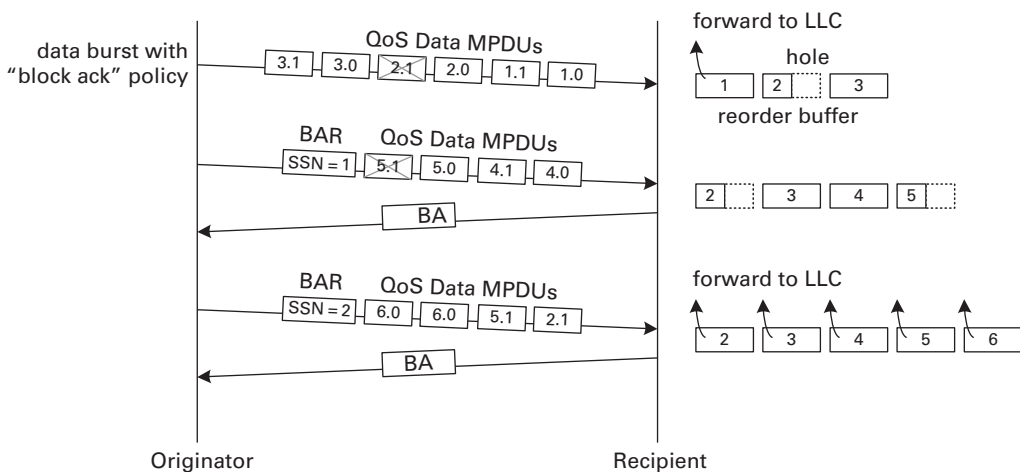 data burst with
“block ack” policy
QoS Data MPDUs
3.1 3.0 2.1 2.0 1.1 1.0
forward to LLC
hole
1 2 3
reorder buffer
BAR QoS Data MPDUs
SSN = 1 5.1 5.0 4.1 4.0
2 3 4 5
BA
BAR QoS Data MPDUs
SSN = 2 6.0 6.0 5.1 2.1
forward to LLC
2 3 4 5 6
BA
Originator Recipient